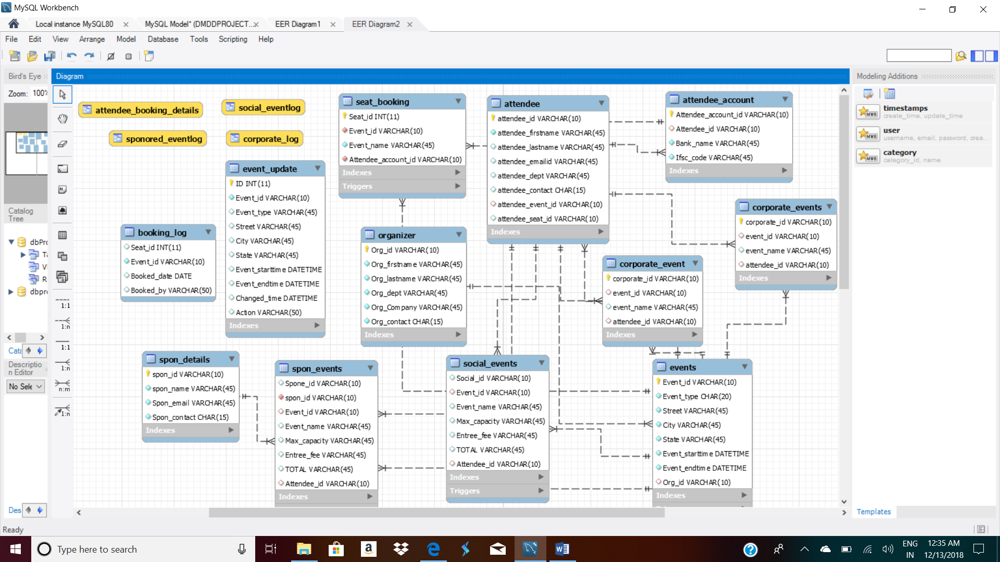 MySQL Workbench
Local instance MySQL80
MySQL Model* (DMDDPROJECT...
EER Diagram1
EER Diagram2
File Edit View Arrange Model Database Tools Scripting Help
Bird's Eye
Zoom: 100%
Catalog
Tree
dbPro
Ta
Vi
R
dbpro
Cata
Descriptio
n Editor
No Sele
Des
Diagram
1:1
1:n
1:1
1:n
n:m
1:n
attendee_booking_details
social_eventlog
sponored_eventlog
corporate_log
event_update
ID INT(11)
Event_id VARCHAR(10)
Event_type VARCHAR(45)
Street VARCHAR(45)
City VARCHAR(45)
State VARCHAR(45)
Event_starttime DATETIME
Event_endtime DATETIME
Changed_time DATETIME
Action VARCHAR(50)
Indexes
booking_log
Seat_id INT(11)
Event_id VARCHAR(10)
Booked_date DATE
Booked_by VARCHAR(50)
seat_booking
Seat_id INT(11)
Event_id VARCHAR(10)
Event_name VARCHAR(45)
Attendee_account_id VARCHAR(10)
Indexes
Triggers
attendee
attendee_id VARCHAR(10)
attendee_firstname VARCHAR(45)
attendee_lastname VARCHAR(45)
attendee_emailid VARCHAR(45)
attendee_dept VARCHAR(45)
attendee_contact CHAR(15)
attendee_event_id VARCHAR(10)
attendee_seat_id VARCHAR(10)
Indexes
attendee_account
Attendee_account_id VARCHAR(10)
Attendee_id VARCHAR(10)
Bank_name VARCHAR(45)
Ifsc_code VARCHAR(45)
Indexes
corporate_events
corporate_id VARCHAR(10)
event_id VARCHAR(10)
event_name VARCHAR(45)
attendee_id VARCHAR(10)
Indexes
organizer
Org_id VARCHAR(10)
Org_firstname VARCHAR(45)
Org_lastname VARCHAR(45)
Org_dept VARCHAR(45)
Org_Company VARCHAR(45)
Org_contact CHAR(15)
Indexes
corporate_event
corporate_id VARCHAR(10)
event_id VARCHAR(10)
event_name VARCHAR(45)
attendee_id VARCHAR(10)
Indexes
spon_details
spon_id VARCHAR(10)
spon_name VARCHAR(45)
Spon_email VARCHAR(45)
Spon_contact CHAR(15)
Indexes
spon_events
Spone_id VARCHAR(10)
spon_id VARCHAR(10)
Event_id VARCHAR(10)
Event_name VARCHAR(45)
Max_capacity VARCHAR(45)
Entree_fee VARCHAR(45)
TOTAL VARCHAR(45)
Attendee_id VARCHAR(10)
Indexes
social_events
Social_id VARCHAR(10)
Event_id VARCHAR(10)
Event_name VARCHAR(45)
Max_capacity VARCHAR(45)
Entree_fee VARCHAR(45)
TOTAL VARCHAR(45)
Attendee_id VARCHAR(10)
Indexes
Triggers
events
Event_id VARCHAR(10)
Event_type CHAR(20)
Street VARCHAR(45)
City VARCHAR(45)
State VARCHAR(45)
Event_starttime DATETIME
Event_endtime DATETIME
Org_id VARCHAR(10)
Indexes
Modeling Additions
timestamps
create_time, update_time
user
username, email, password, crea...
category
category_id, name
MWB
MWB
MWB
Templates
Ready
Type here to search
ENG
IN
12:35 AM
12/13/2018